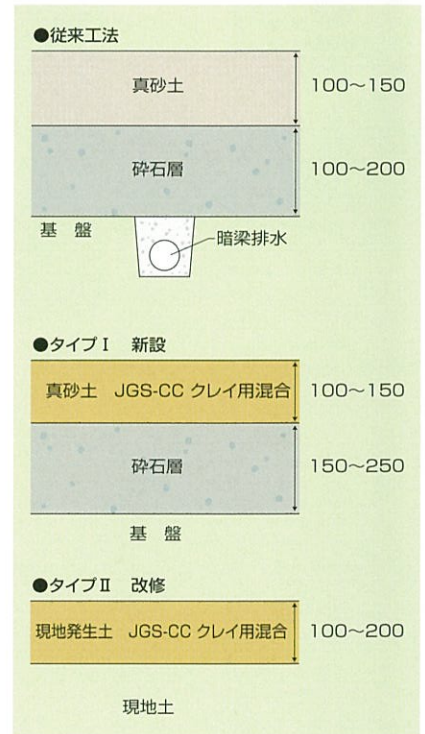 ●従来工法
真砂土
100〜150
砕石層
100〜200
基 盤
暗梁排水
●タイプⅠ 新設
真砂土 JGS-CC クレイ用混合
100〜150
砕石層
150〜250
基 盤
●タイプⅡ 改修
現地発生土 JGS-CC クレイ用混合
100〜200
現地土